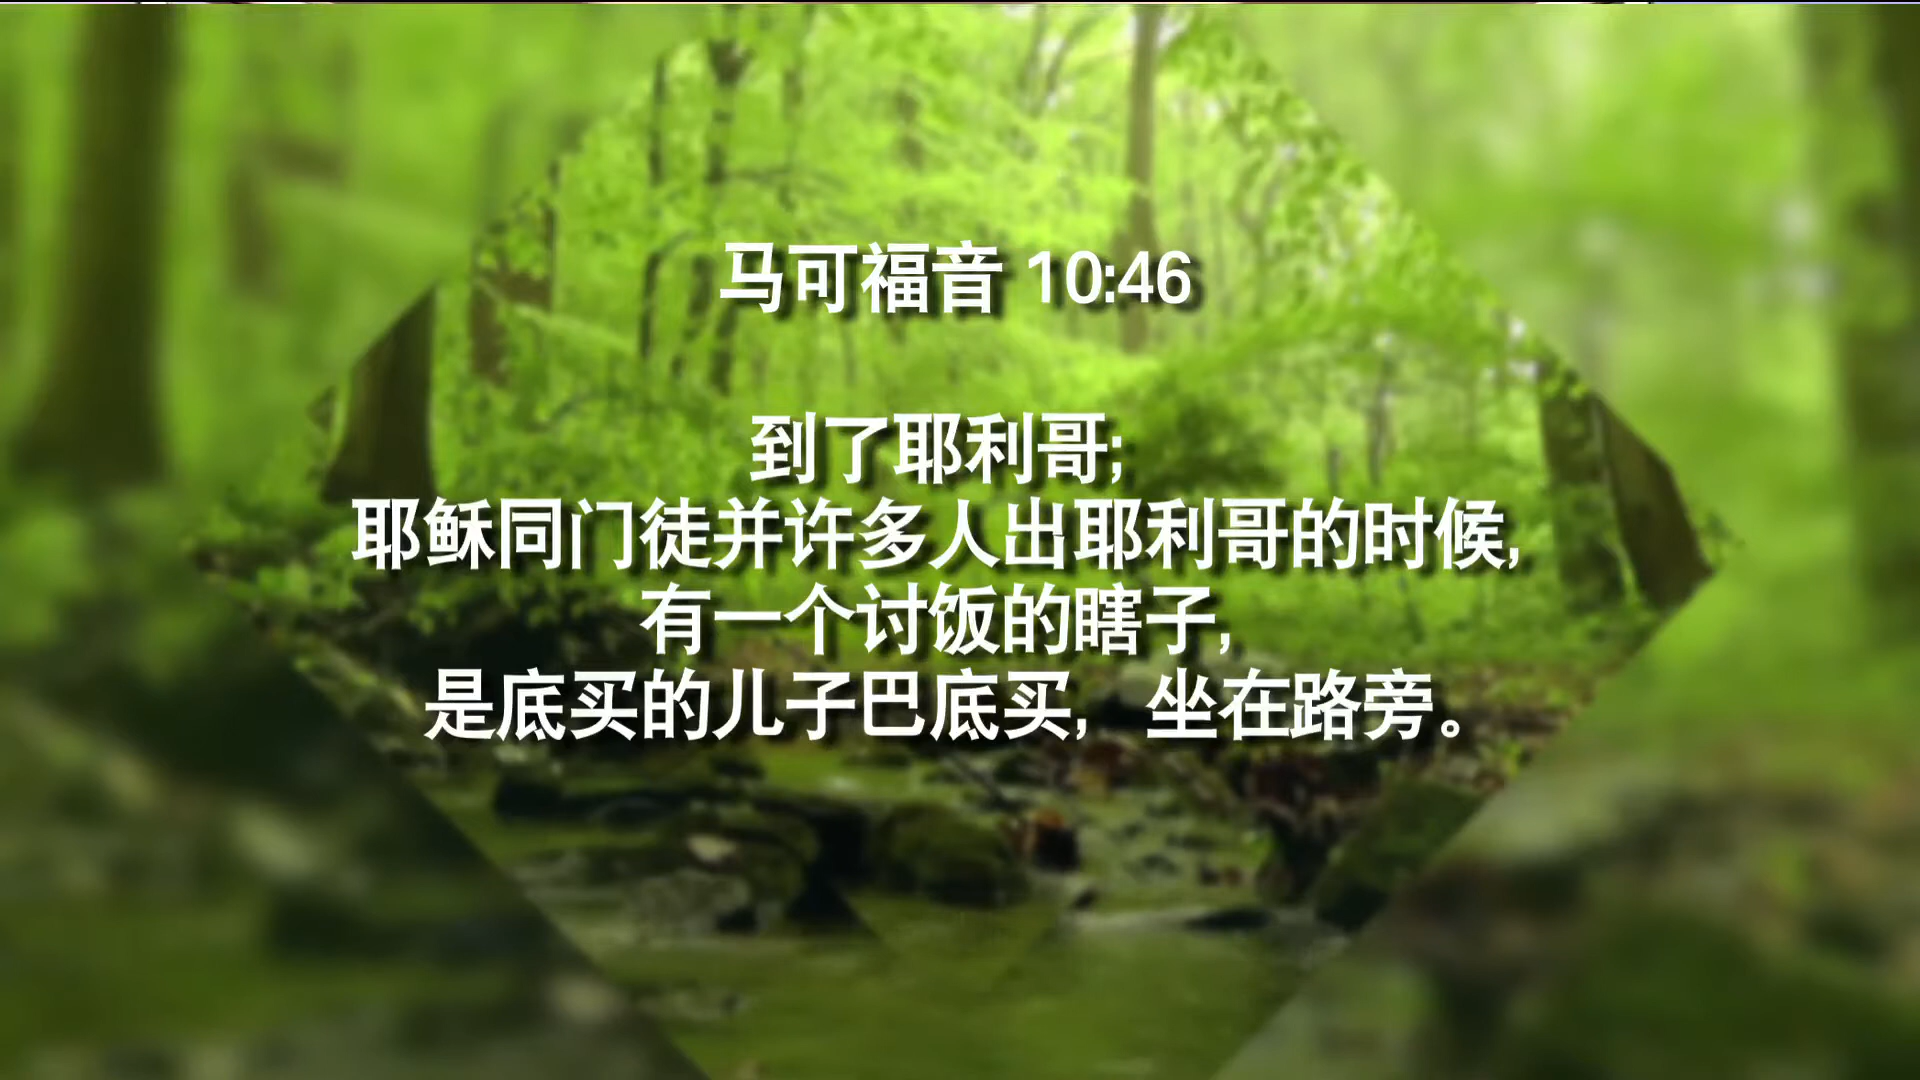 马可福音 10:46
到了耶利哥;
耶稣同门徒并许多人出耶利哥的时候,
有一个讨饭的瞎子,
是底买的儿子巴底买, 坐在路旁。